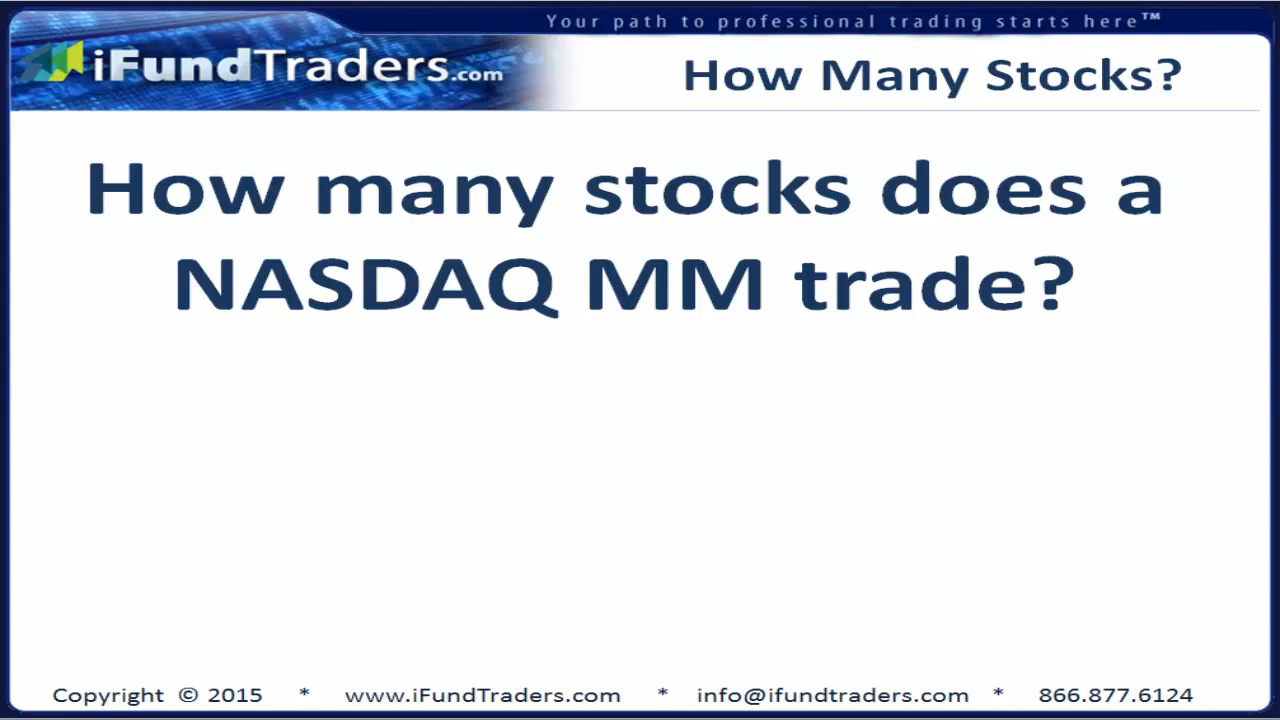 Your path to professional trading starts here™
iFundTraders.com
How Many Stocks?
How many stocks does a
NASDAQ MM trade?
Copyright © 2015 * www.iFundTraders.com * info@ifundtraders.com * 866.877.6124